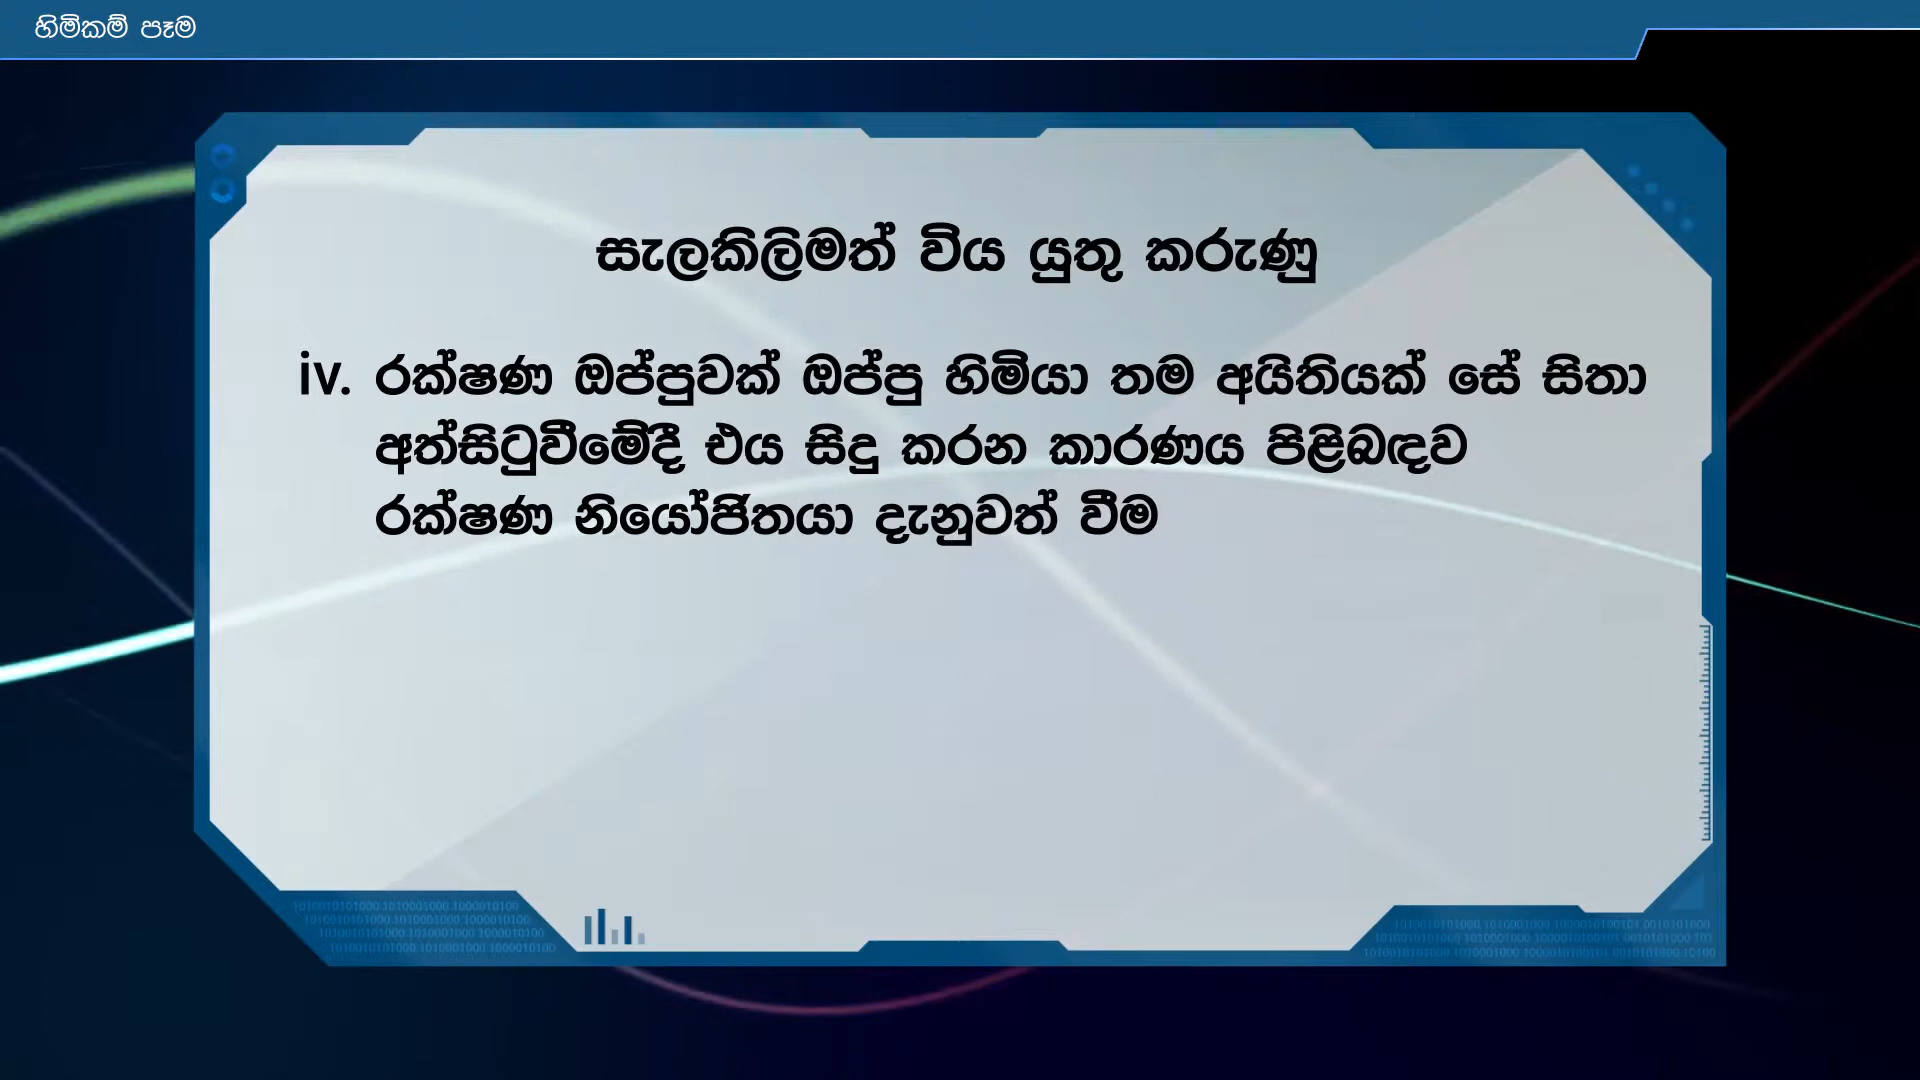 හිමිකම් පෑම
සැලකිලිමත් විය යුතු කරුණු
iv. රක්ෂණ ඔප්පුවක් ඔප්පු හිමියා තම අයිතියක් සේ සිතා
අත්සිටුවීමේදී එය සිදු කරන කාරණය පිළිබඳව
රක්ෂණ නියෝජිතයා දැනුවත් වීම